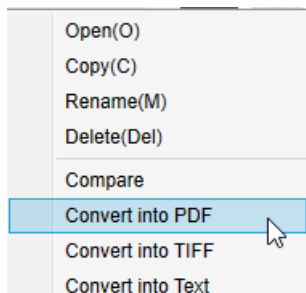 Open(O)
Copy(C)
Rename(M)
Delete(Del)
Compare
Convert into PDF
Convert into TIFF
Convert into Text